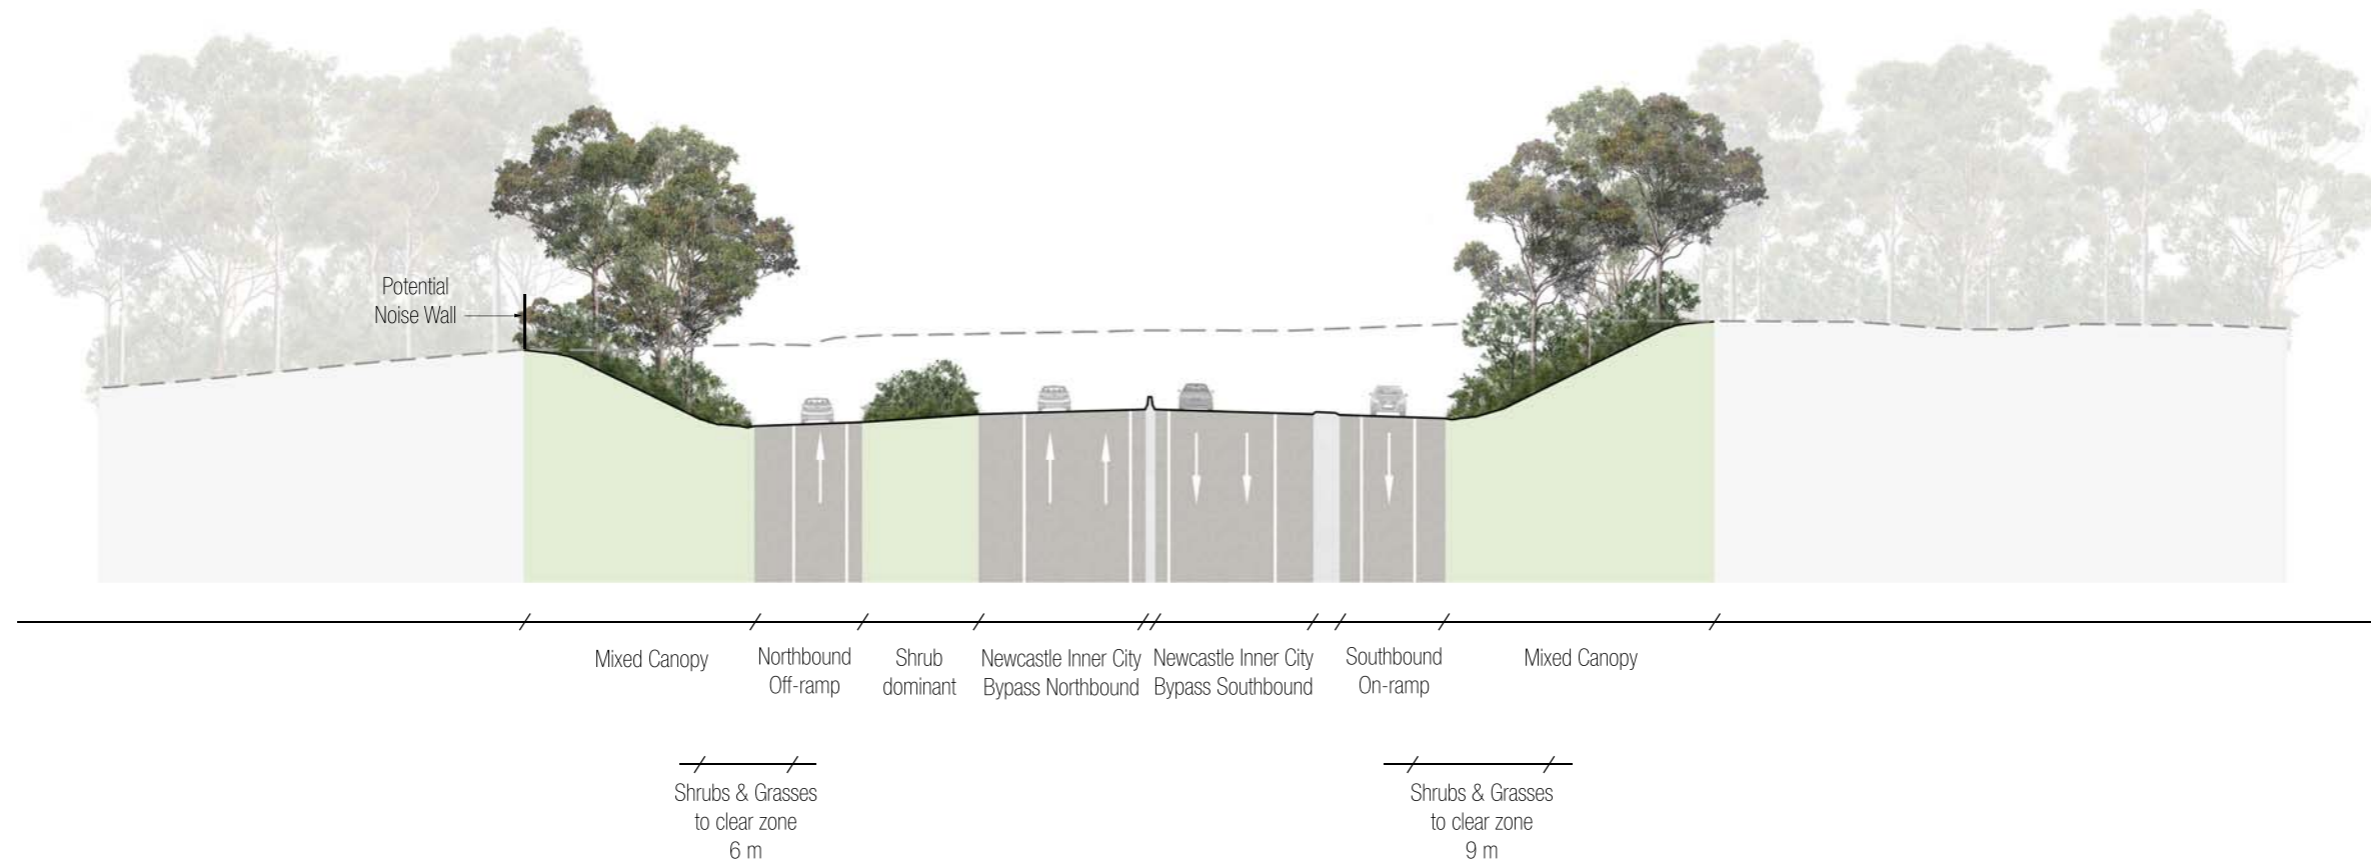 Potential
Noise Wall
Mixed Canopy
Northbound
Off-ramp
Shrub
dominant
Newcastle Inner City
Bypass Northbound
Newcastle Inner City
Bypass Southbound
Southbound
On-ramp
Mixed Canopy
Shrubs & Grasses
to clear zone
6 m
Shrubs & Grasses
to clear zone
9 m